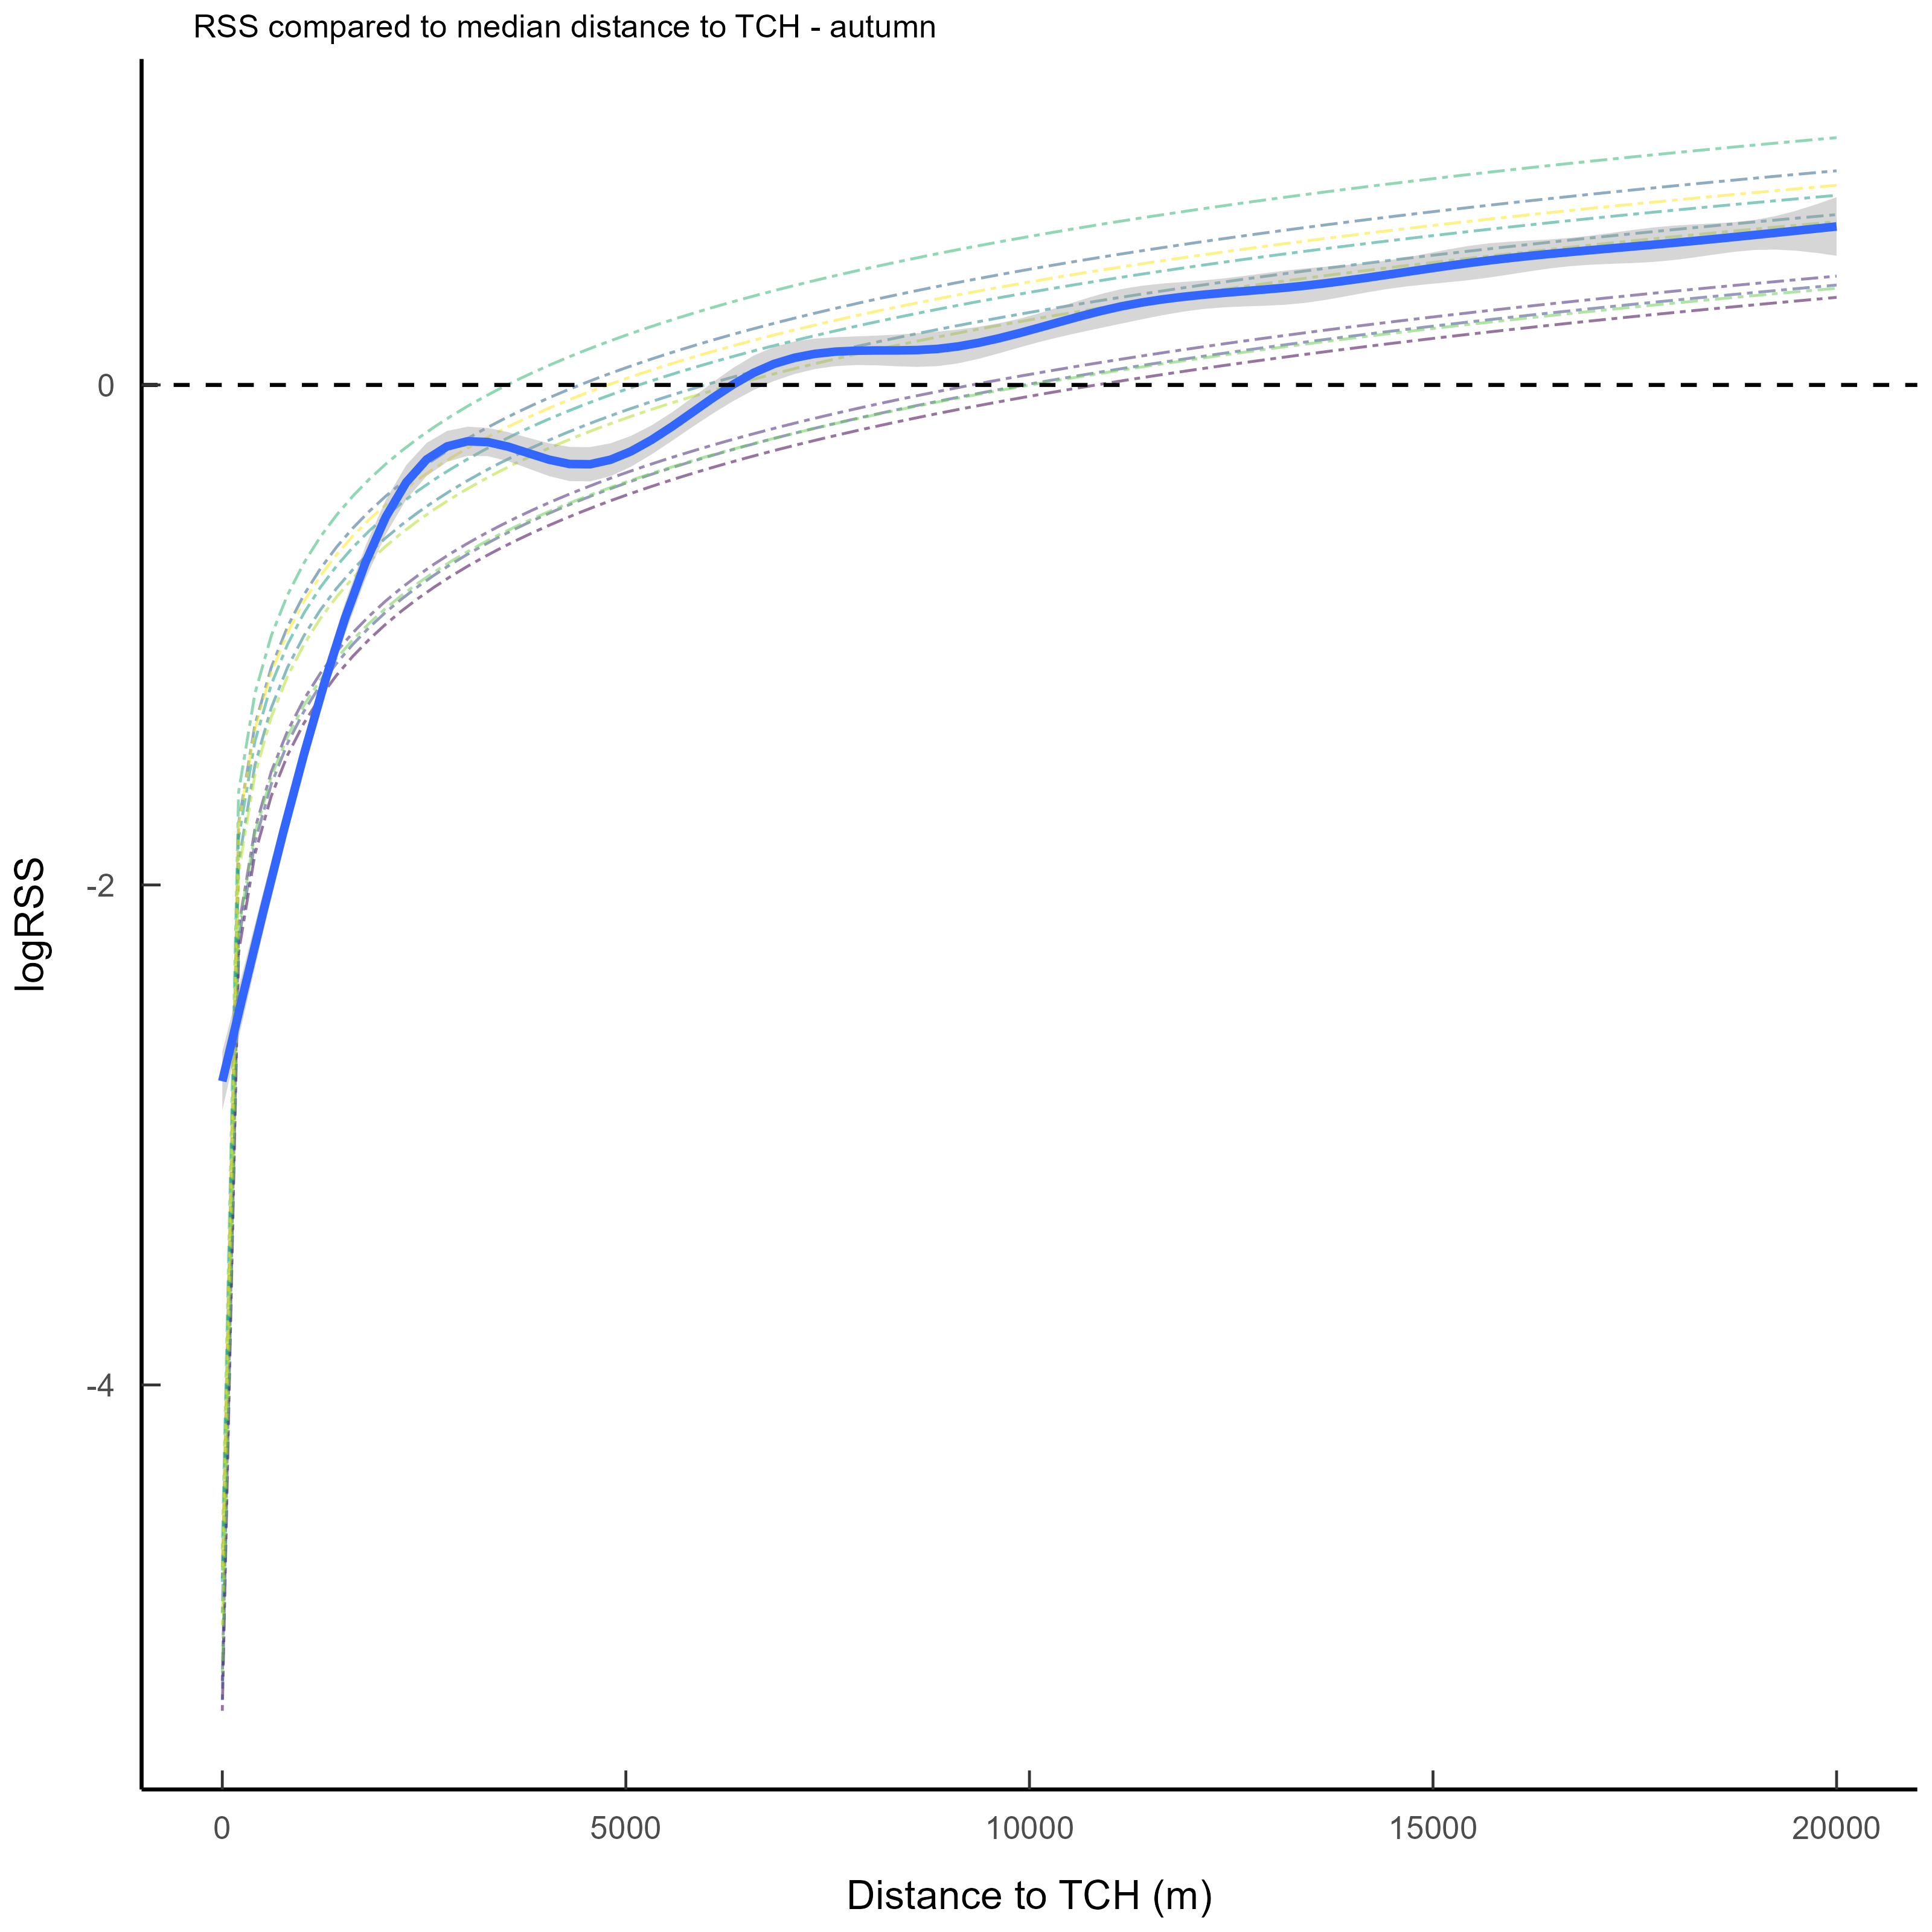 RSS compared to median distance to TCH - autumn
0
-2
-4
logRSS
0 5000 10000 15000 20000
Distance to TCH (m)